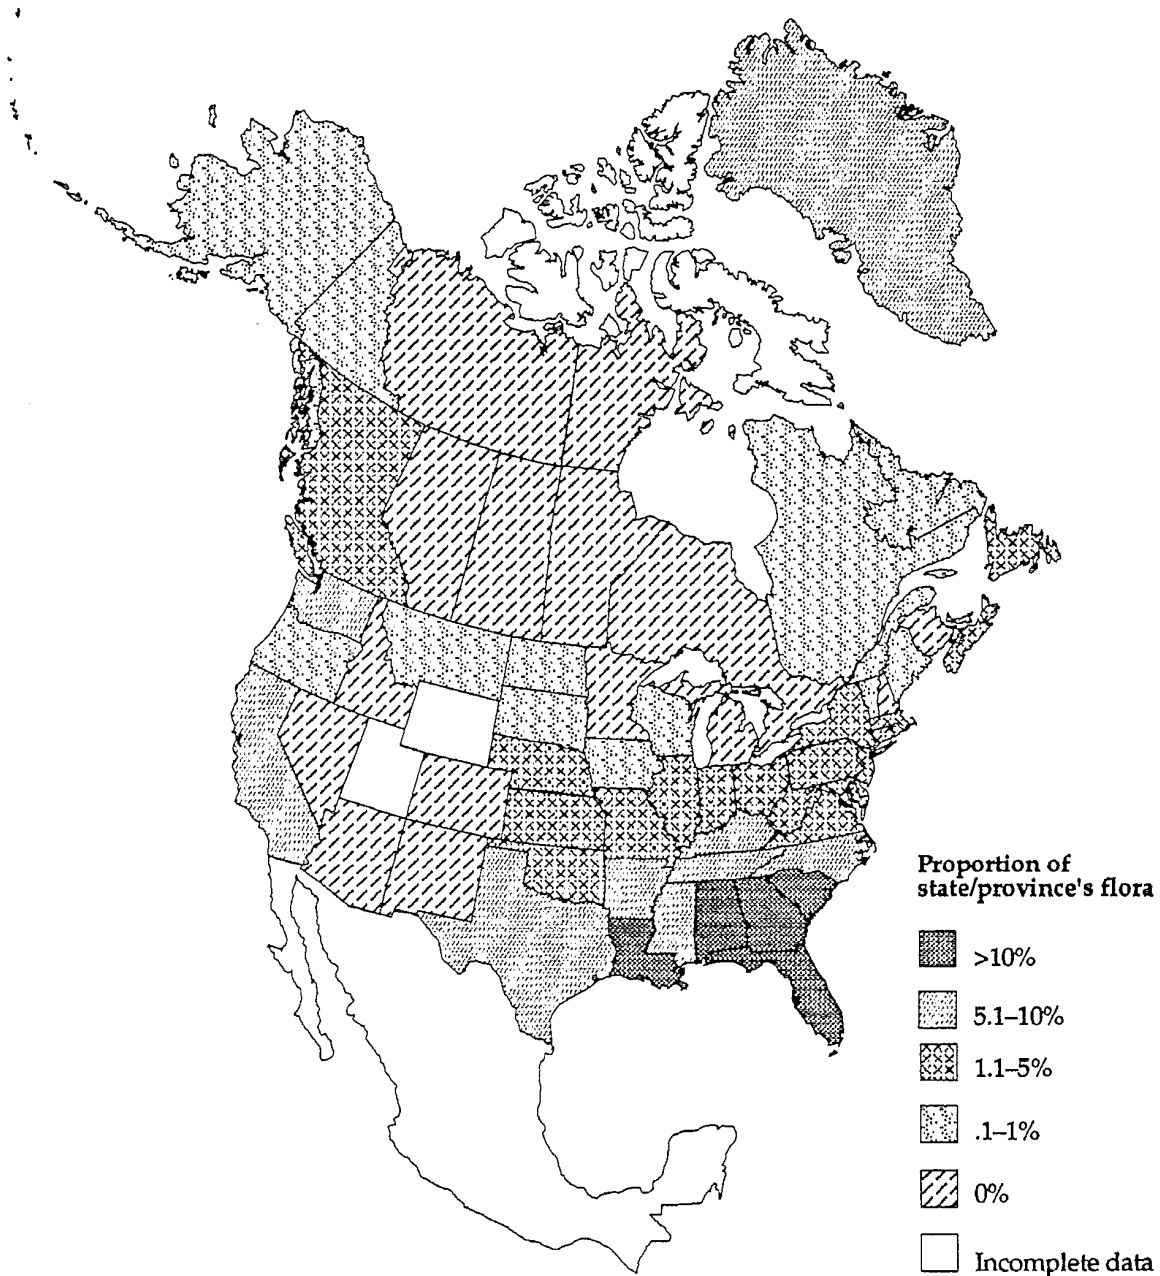 Proportion of
state/province's flora
>10%
5.1–10%
1.1–5%
.1–1%
0%
Incomplete data